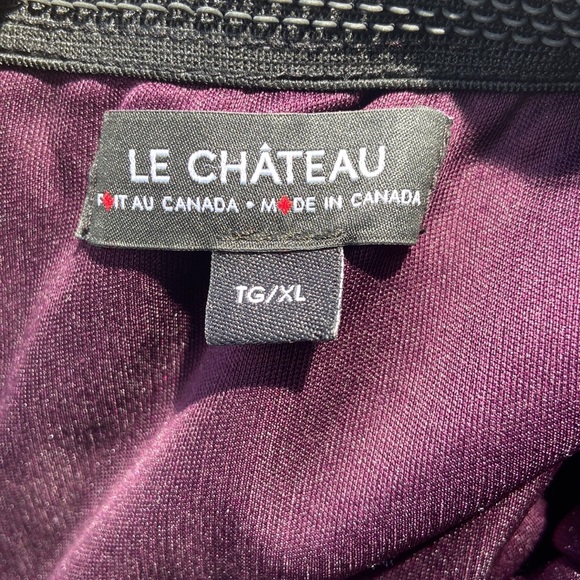 LE CHÂTEAU
FAIT AU CANADA • MADE IN CANADA
TG/XL